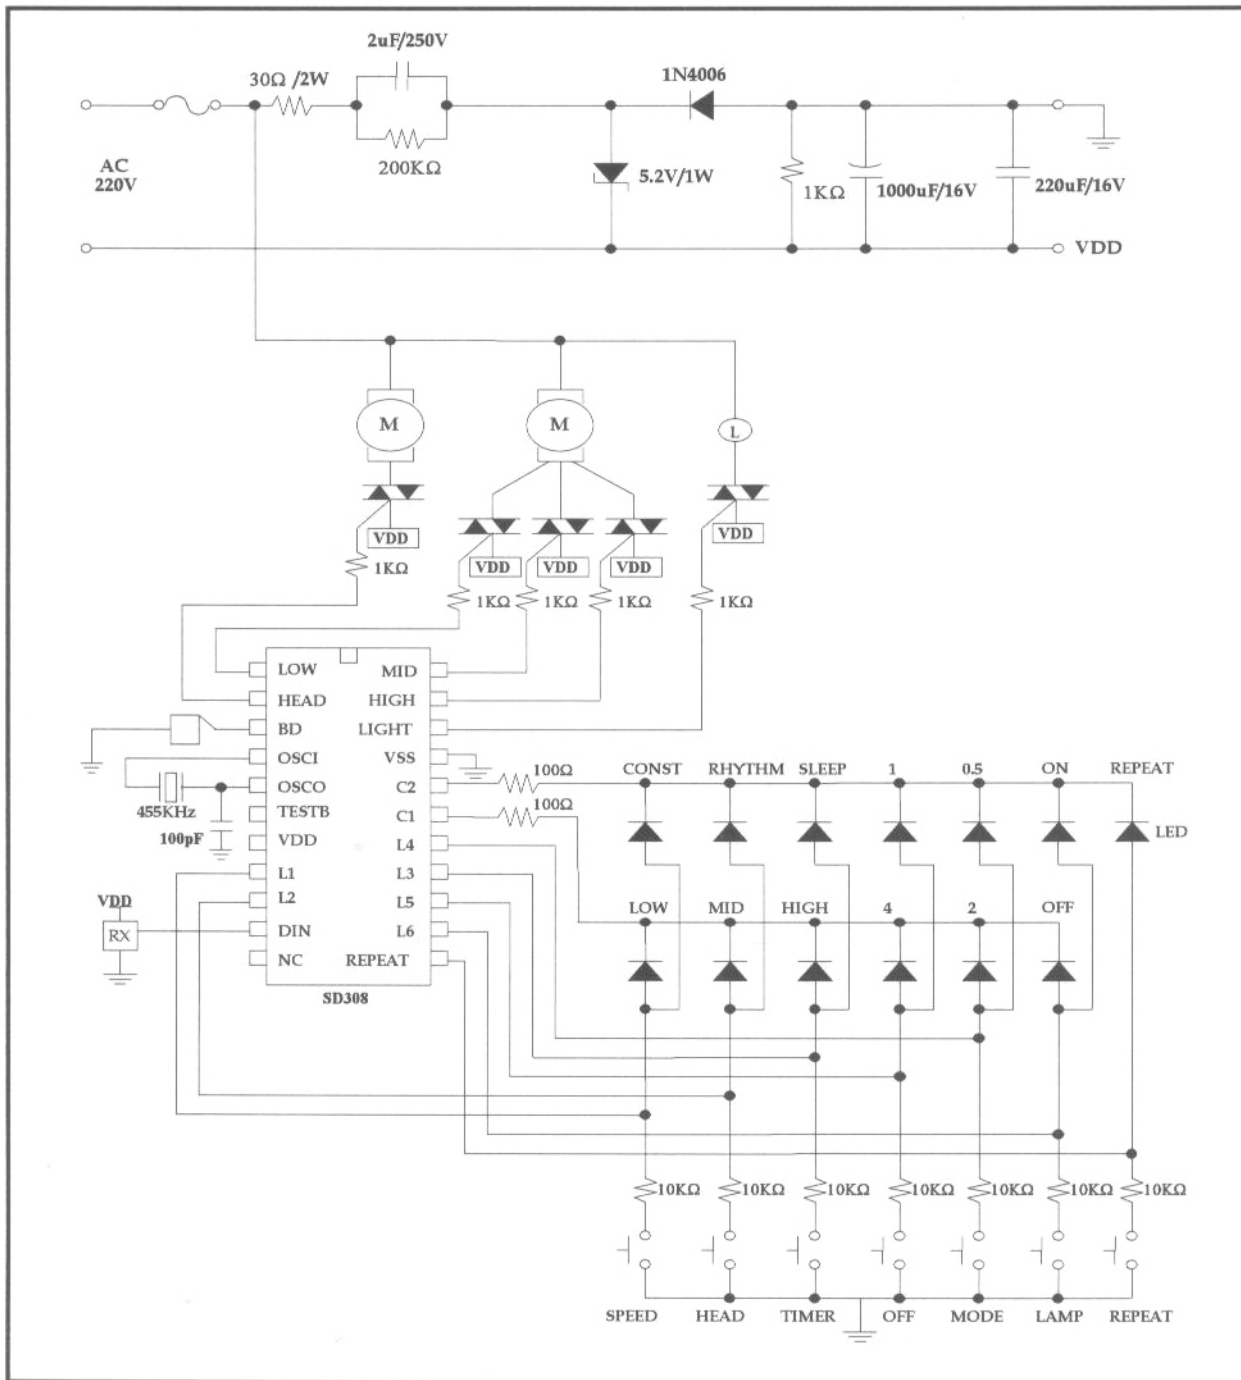 2uF/250V
30Ω /2W
1N4006
AC
220V
200KΩ
5.2V/1W
1KΩ
1000uF/16V
220uF/16V
VDD
M
M
L
VDD
VDD
VDD
VDD
VDD
1KΩ
1KΩ
1KΩ
1KΩ
1KΩ
LOW
MID
HEAD
HIGH
BD
LIGHT
OSCI
VSS
OSCO
C2
TESTB
C1
VDD
L4
L1
L3
L2
L5
DIN
L6
NC
REPEAT
SD308
455KHz
100pF
VDD
RX
100Ω
100Ω
CONST
RHYTHM
SLEEP
1
0.5
ON
REPEAT
LED
LOW
MID
HIGH
4
2
OFF
10KΩ
10KΩ
10KΩ
10KΩ
10KΩ
10KΩ
10KΩ
SPEED
HEAD
TIMER
OFF
MODE
LAMP
REPEAT